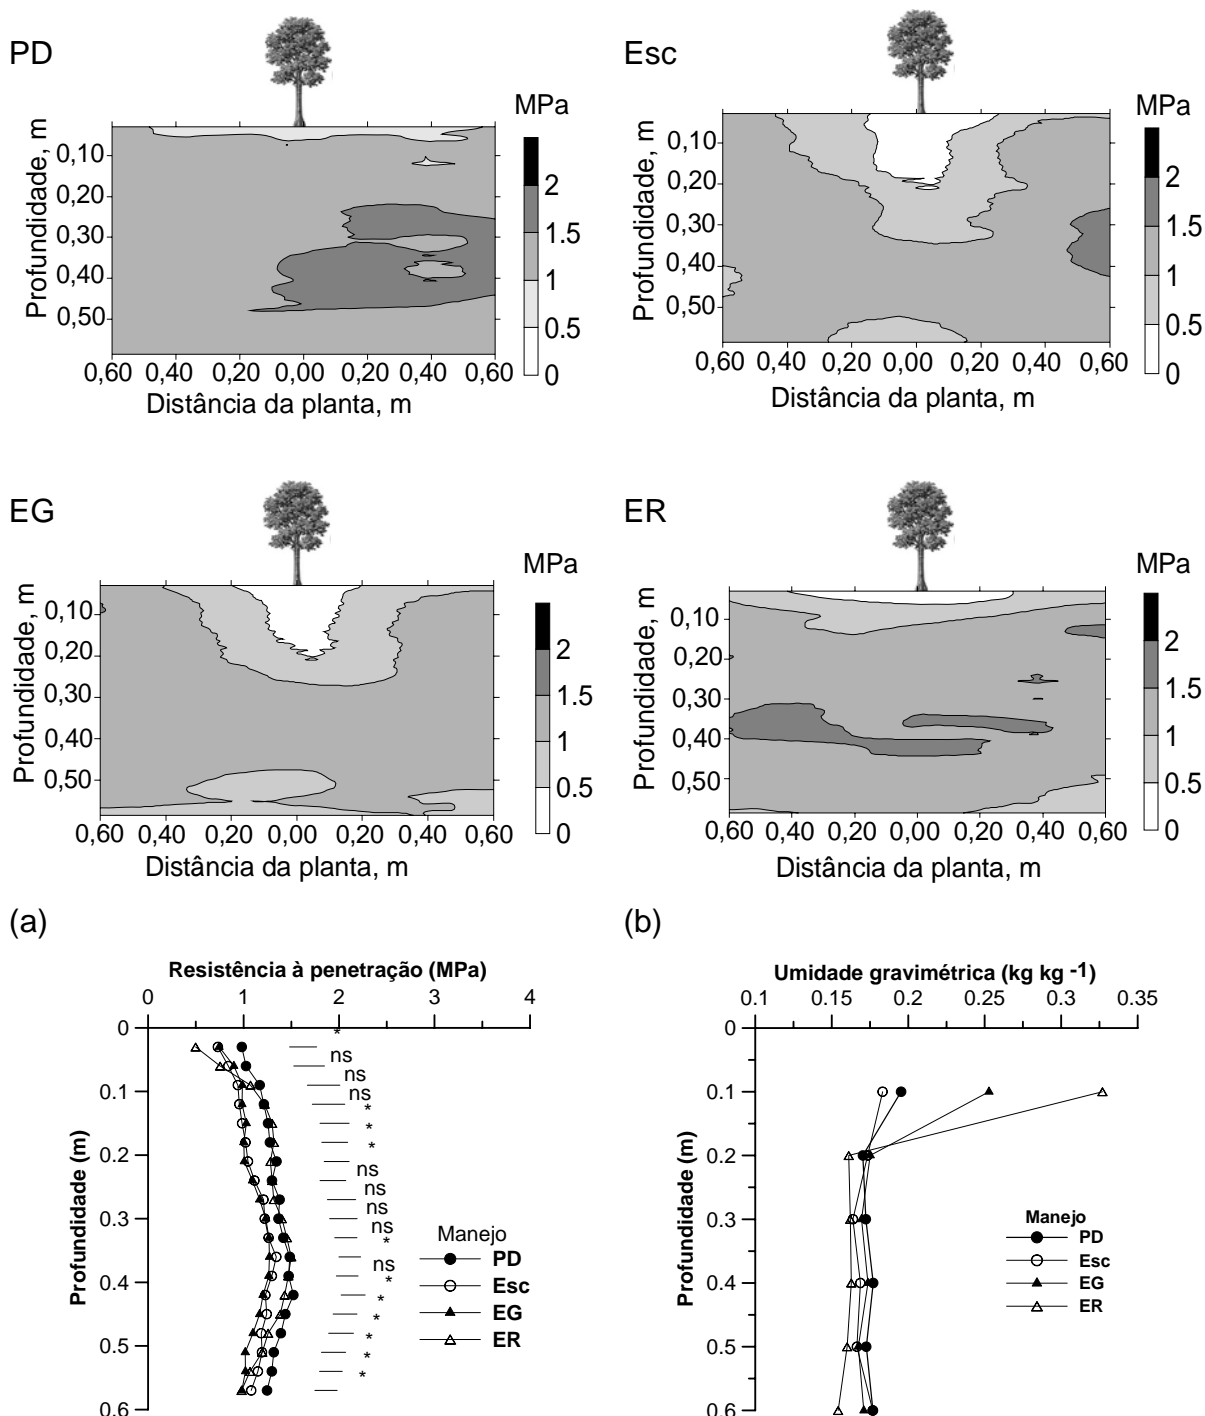 PD
MPa
Profundidade, m
0,10
0,20
0,30
0,40
0,50
0,60 0,40 0,20 0,00 0,20 0,40 0,60
Distância da planta, m
2
1.5
1
0.5
0
Esc
MPa
Profundidade, m
0,10
0,20
0,30
0,40
0,50
0,60 0,40 0,20 0,00 0,20 0,40 0,60
Distância da planta, m
2
1.5
1
0.5
0
EG
MPa
Profundidade, m
0,10
0,20
0,30
0,40
0,50
0,60 0,40 0,20 0,00 0,20 0,40 0,60
Distância da planta, m
2
1.5
1
0.5
0
ER
MPa
Profundidade, m
0,10
0,20
0,30
0,40
0,50
0,60 0,40 0,20 0,00 0,20 0,40 0,60
Distância da planta, m
2
1.5
1
0.5
0
(a)
Resistência à penetração (MPa)
0 1 2 3 4
Profundidade (m)
0
0.1
0.2
0.3
0.4
0.5
0.6
*
ns
ns
ns
*
*
*
ns
ns
ns
ns
*
ns
*
*
*
*
*
*
Manejo
PD
Esc
EG
ER
(b)
Umidade gravimétrica (kg kg -1)
0.1 0.15 0.2 0.25 0.3 0.35
Profundidade (m)
0
0.1
0.2
0.3
0.4
0.5
0.6
Manejo
PD
Esc
EG
ER